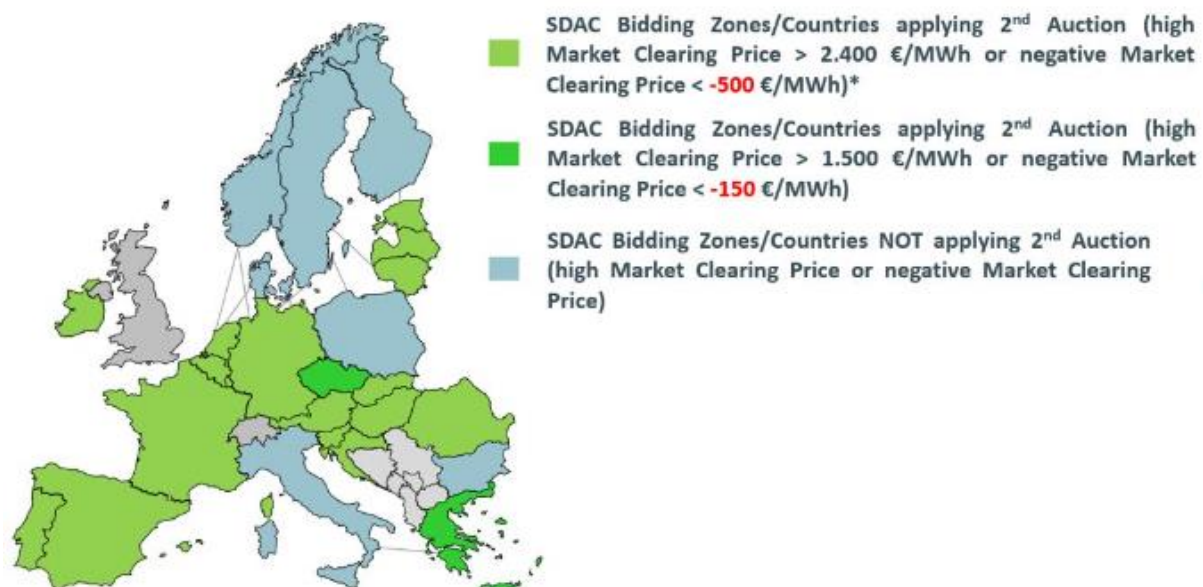 SDAC Bidding Zones/Countries applying 2nd Auction (high
Market Clearing Price > 2.400 €/MWh or negative Market
Clearing Price < -500 €/MWh)*
SDAC Bidding Zones/Countries applying 2nd Auction (high
Market Clearing Price > 1.500 €/MWh or negative Market
Clearing Price < -150 €/MWh)
SDAC Bidding Zones/Countries NOT applying 2nd Auction
(high Market Clearing Price or negative Market Clearing
Price)